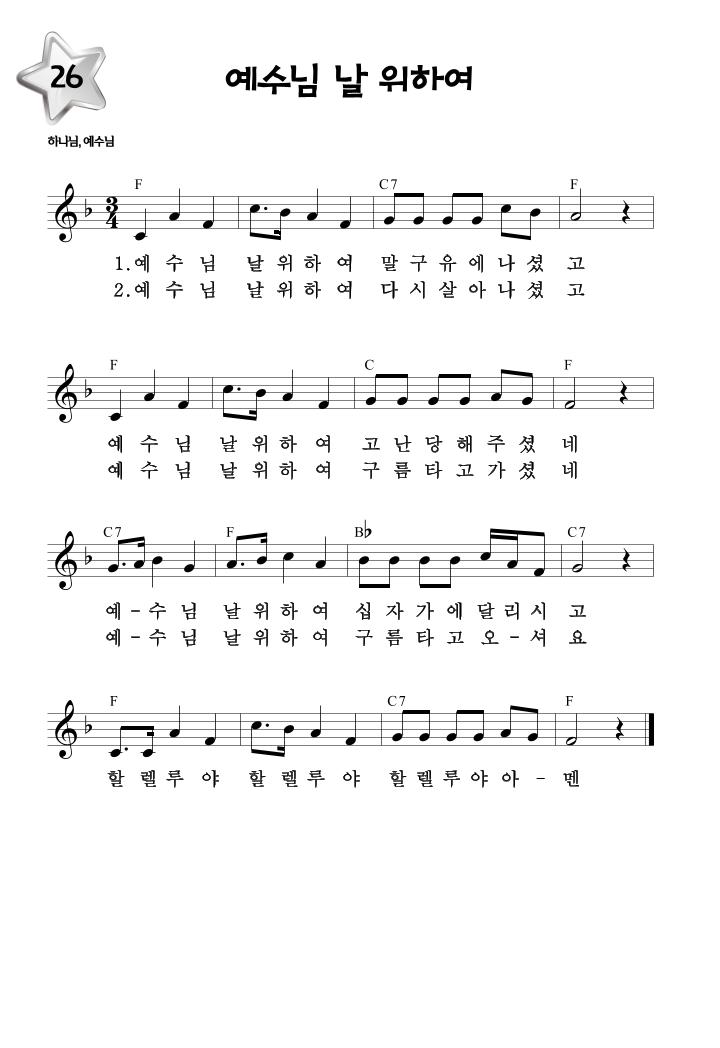 26
예수님 날 위하여
하나님, 예수님
F C7 F
3
4
1.예 수 님 날 위 하 여 말 구 유 에 나 셨 고
2.예 수 님 날 위 하 여 다 시 살 아 나 셨 고
F C F
예 수 님 날 위 하 여 고 난 당 해 주 셨 네
예 수 님 날 위 하 여 구 름 타 고 가 셨 네
C7 F B♭ C7
예 - 수 님 날 위 하 여 십 자 가 에 달 리 시 고
예 - 수 님 날 위 하 여 구 름 타 고 오 - 셔 요
F C7 F
할 렐 루 야 할 렐 루 야 할 렐 루 야 아 - 멘